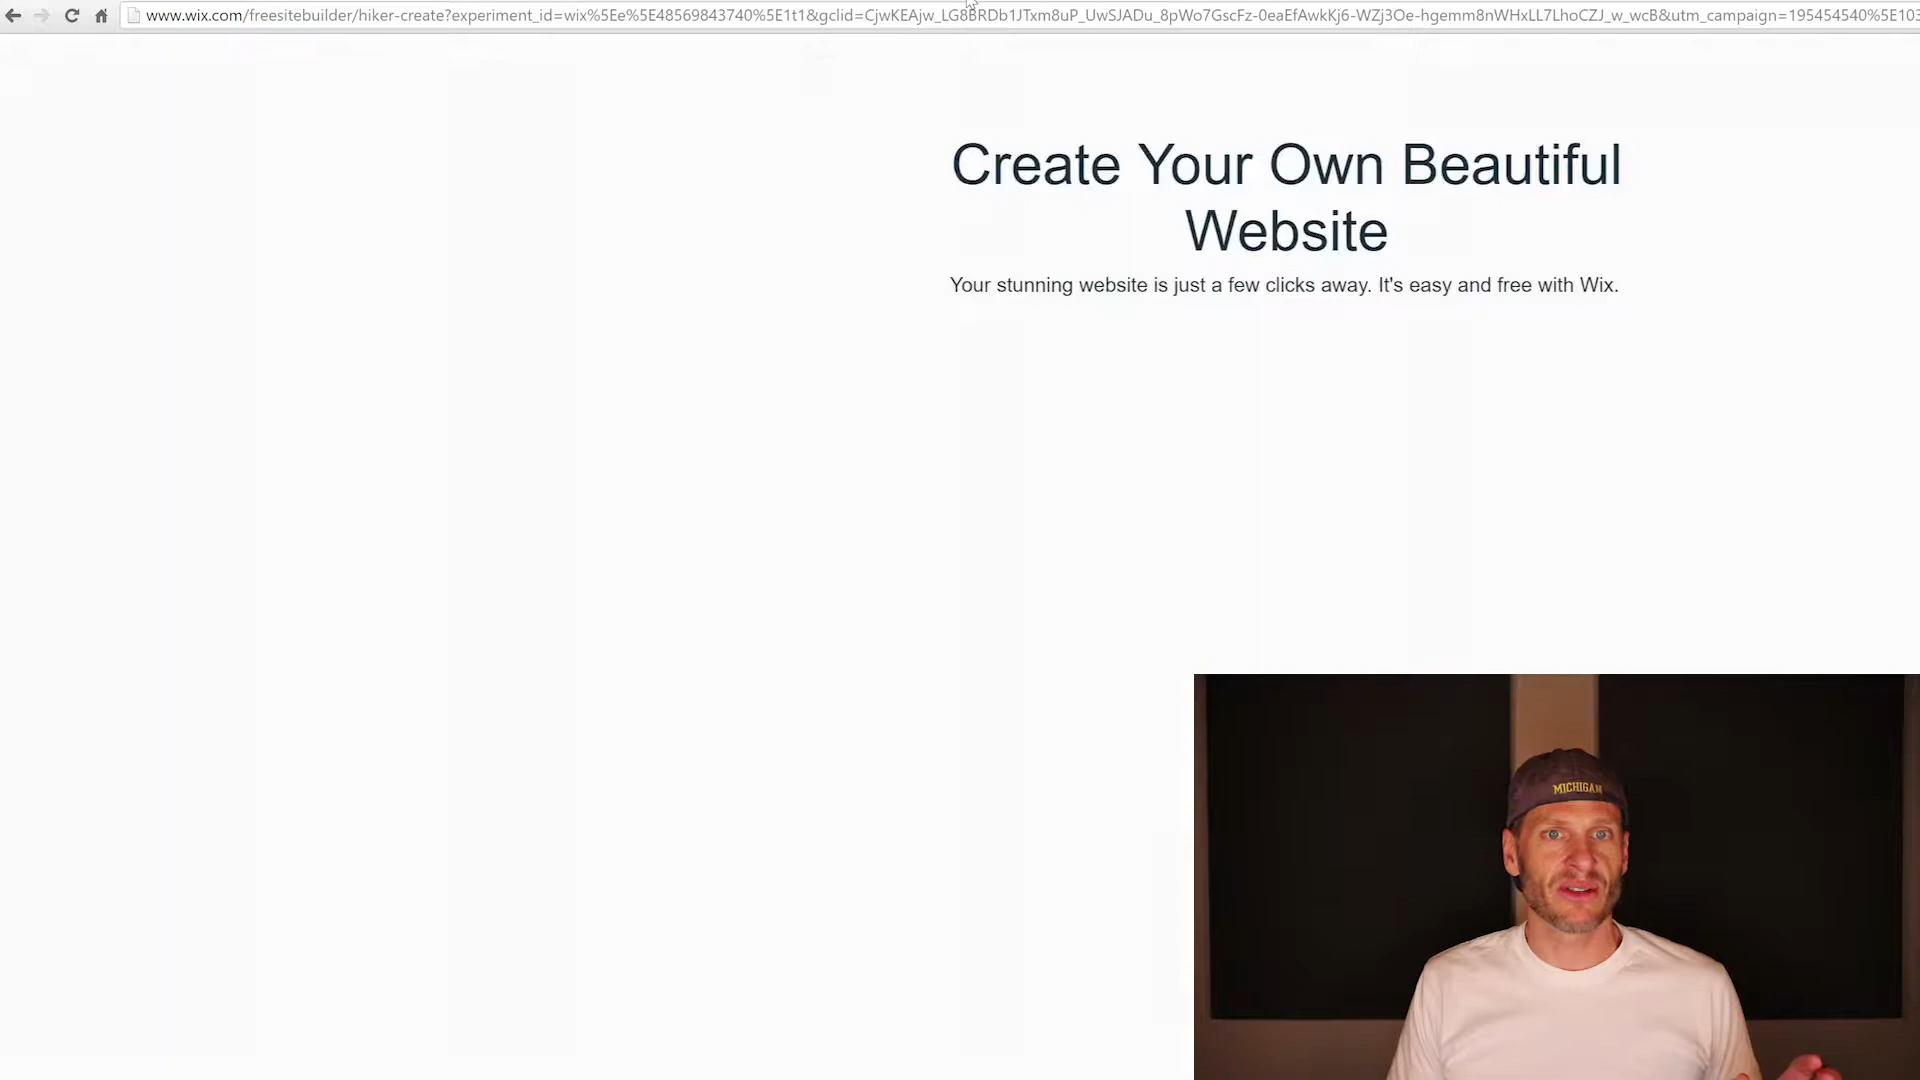 www.wix.com/freesitebuilder/hiker-create?experiment_id=wix%5Ee%5E48569843740%5E1t1&gclid=CjwKEAjw_LG8BRDb1JTxm8uP_UwSJADu_8pWo7GscFz-0eaEfAwkKj6-WZj3Oe-hgemm8nWHxLL7LhoCZJ_w_wcB&utm_campaign=195454540%5E103
Create Your Own Beautiful
Website
Your stunning website is just a few clicks away. It's easy and free with Wix.
MICHIGAN